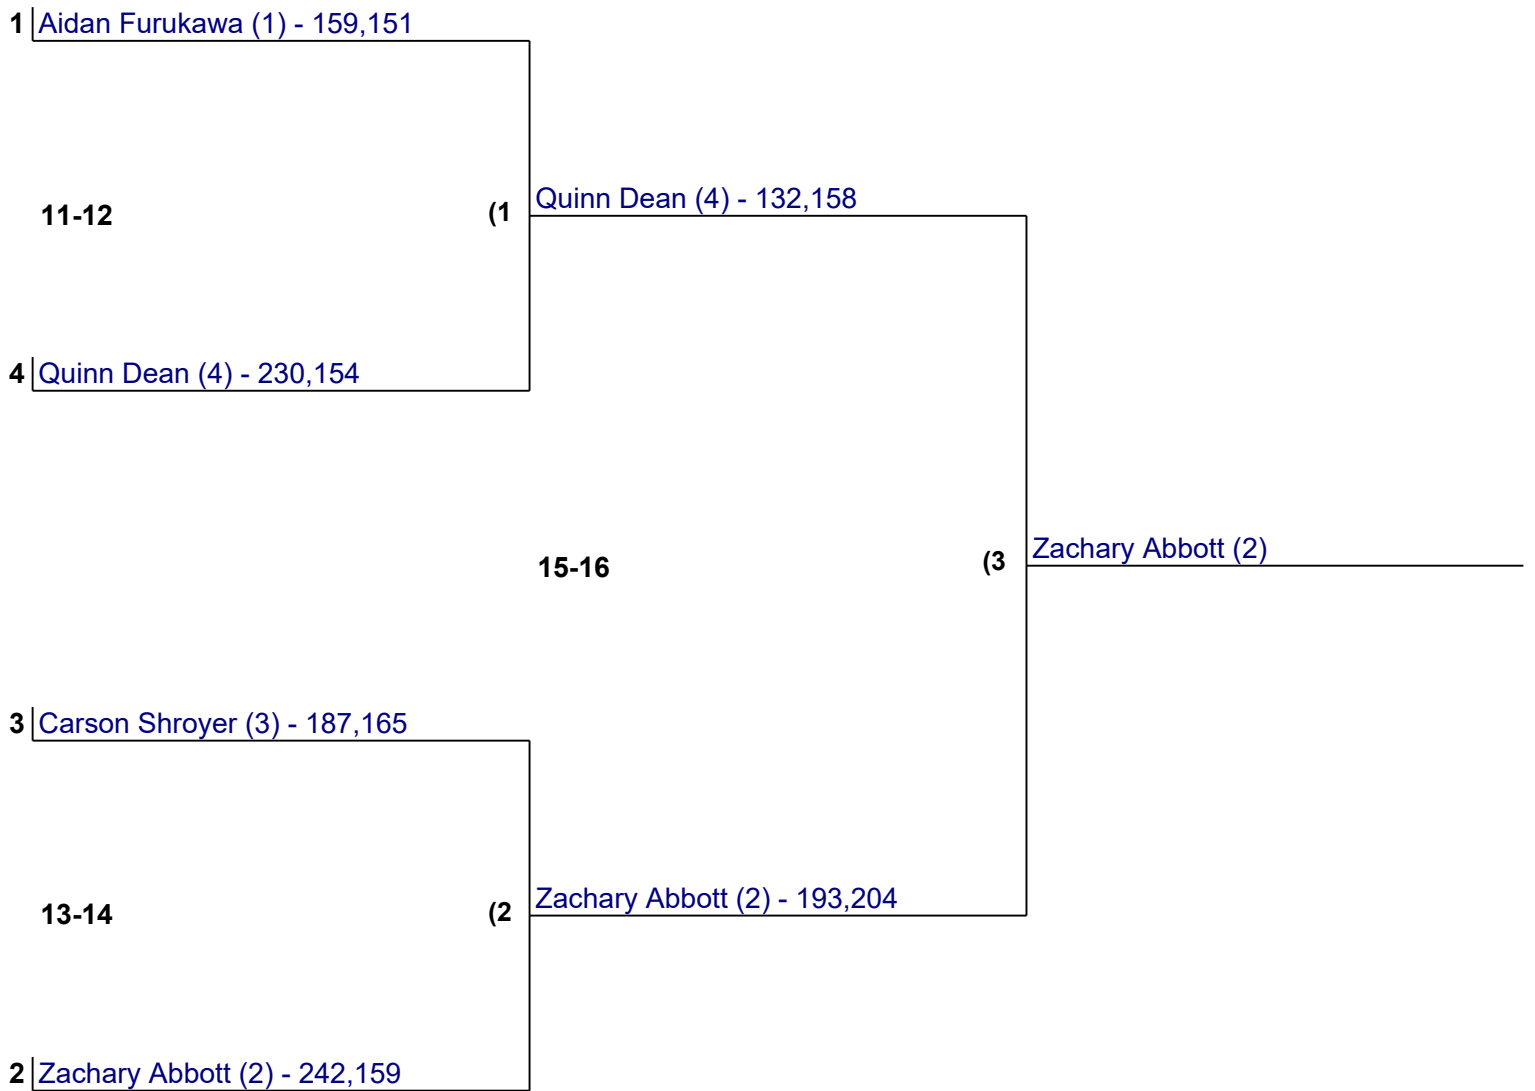 1 Aidan Furukawa (1) - 159,151
Quinn Dean (4) - 132,158
11-12 (1
4 Quinn Dean (4) - 230,154
Zachary Abbott (2)
15-16 (3
3 Carson Shroyer (3) - 187,165
Zachary Abbott (2) - 193,204
13-14 (2
2 Zachary Abbott (2) - 242,159